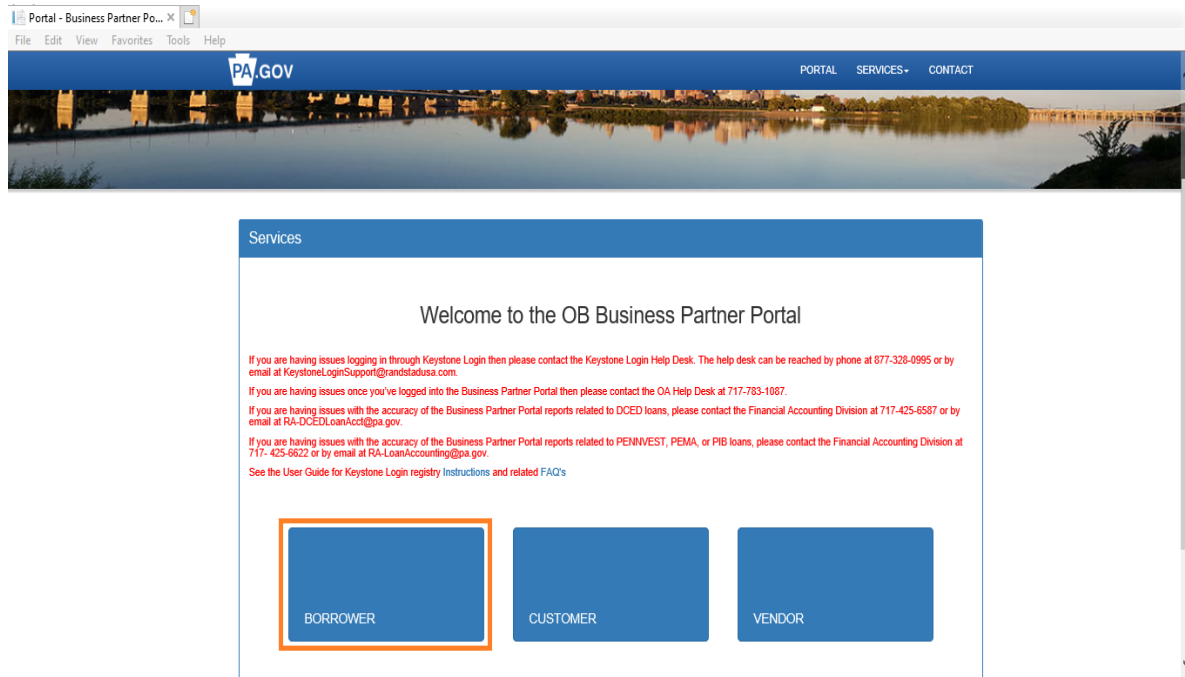 Portal - Business Partner Po...
File Edit View Favorites Tools Help
PA.GOV
PORTAL SERVICES CONTACT
Services
Welcome to the OB Business Partner Portal
If you are having issues logging in through Keystone Login then please contact the Keystone Login Help Desk. The help desk can be reached by phone at 877-328-0995 or by
email at KeystoneLoginSupport@randstadusa.com.
If you are having issues once you've logged into the Business Partner Portal then please contact the OA Help Desk at 717-783-1087.
If you are having issues with the accuracy of the Business Partner Portal reports related to DCED loans, please contact the Financial Accounting Division at 717-425-6587 or by
email at RA-DCEDLoanAcct@pa.gov.
If you are having issues with the accuracy of the Business Partner Portal reports related to PENNVEST, PEMA, or PIB loans, please contact the Financial Accounting Division at
717- 425-6622 or by email at RA-LoanAccounting@pa.gov.
See the User Guide for Keystone Login registry Instructions and related FAQ's
BORROWER
CUSTOMER
VENDOR